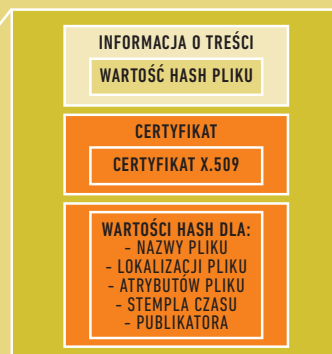 INFORMACJA O TREŚCI
WARTOŚĆ HASH PLIKU
CERTYFIKAT
CERTYFIKAT X.509
WARTOŚCI HASH DLA:
- NAZWY PLIKU
- LOKALIZACJI PLIKU
- ATRYBUTÓW PLIKU
- STEMPLA CZASU
- PUBLIKATORA